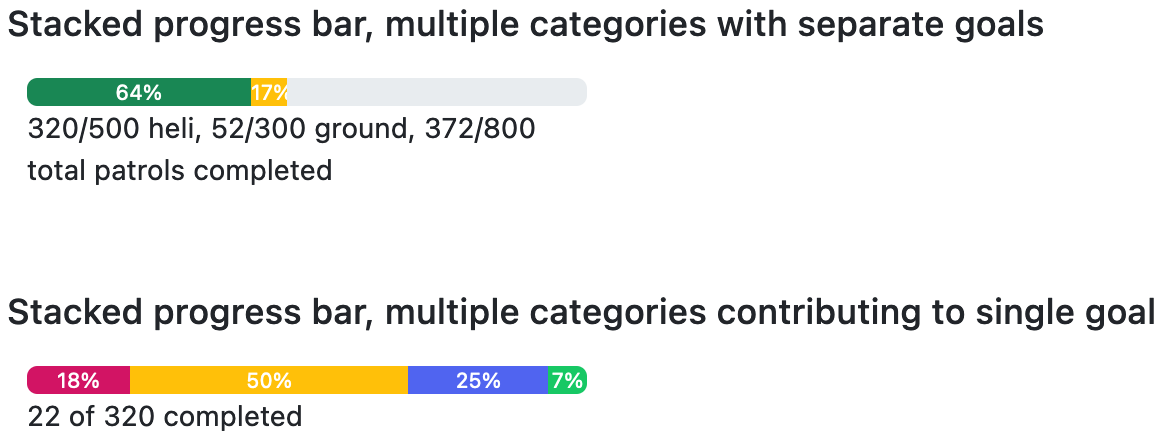 Stacked progress bar, multiple categories with separate goals
64% 17%
320/500 heli, 52/300 ground, 372/800
total patrols completed
Stacked progress bar, multiple categories contributing to single goal
18% 50% 25% 7%
22 of 320 completed